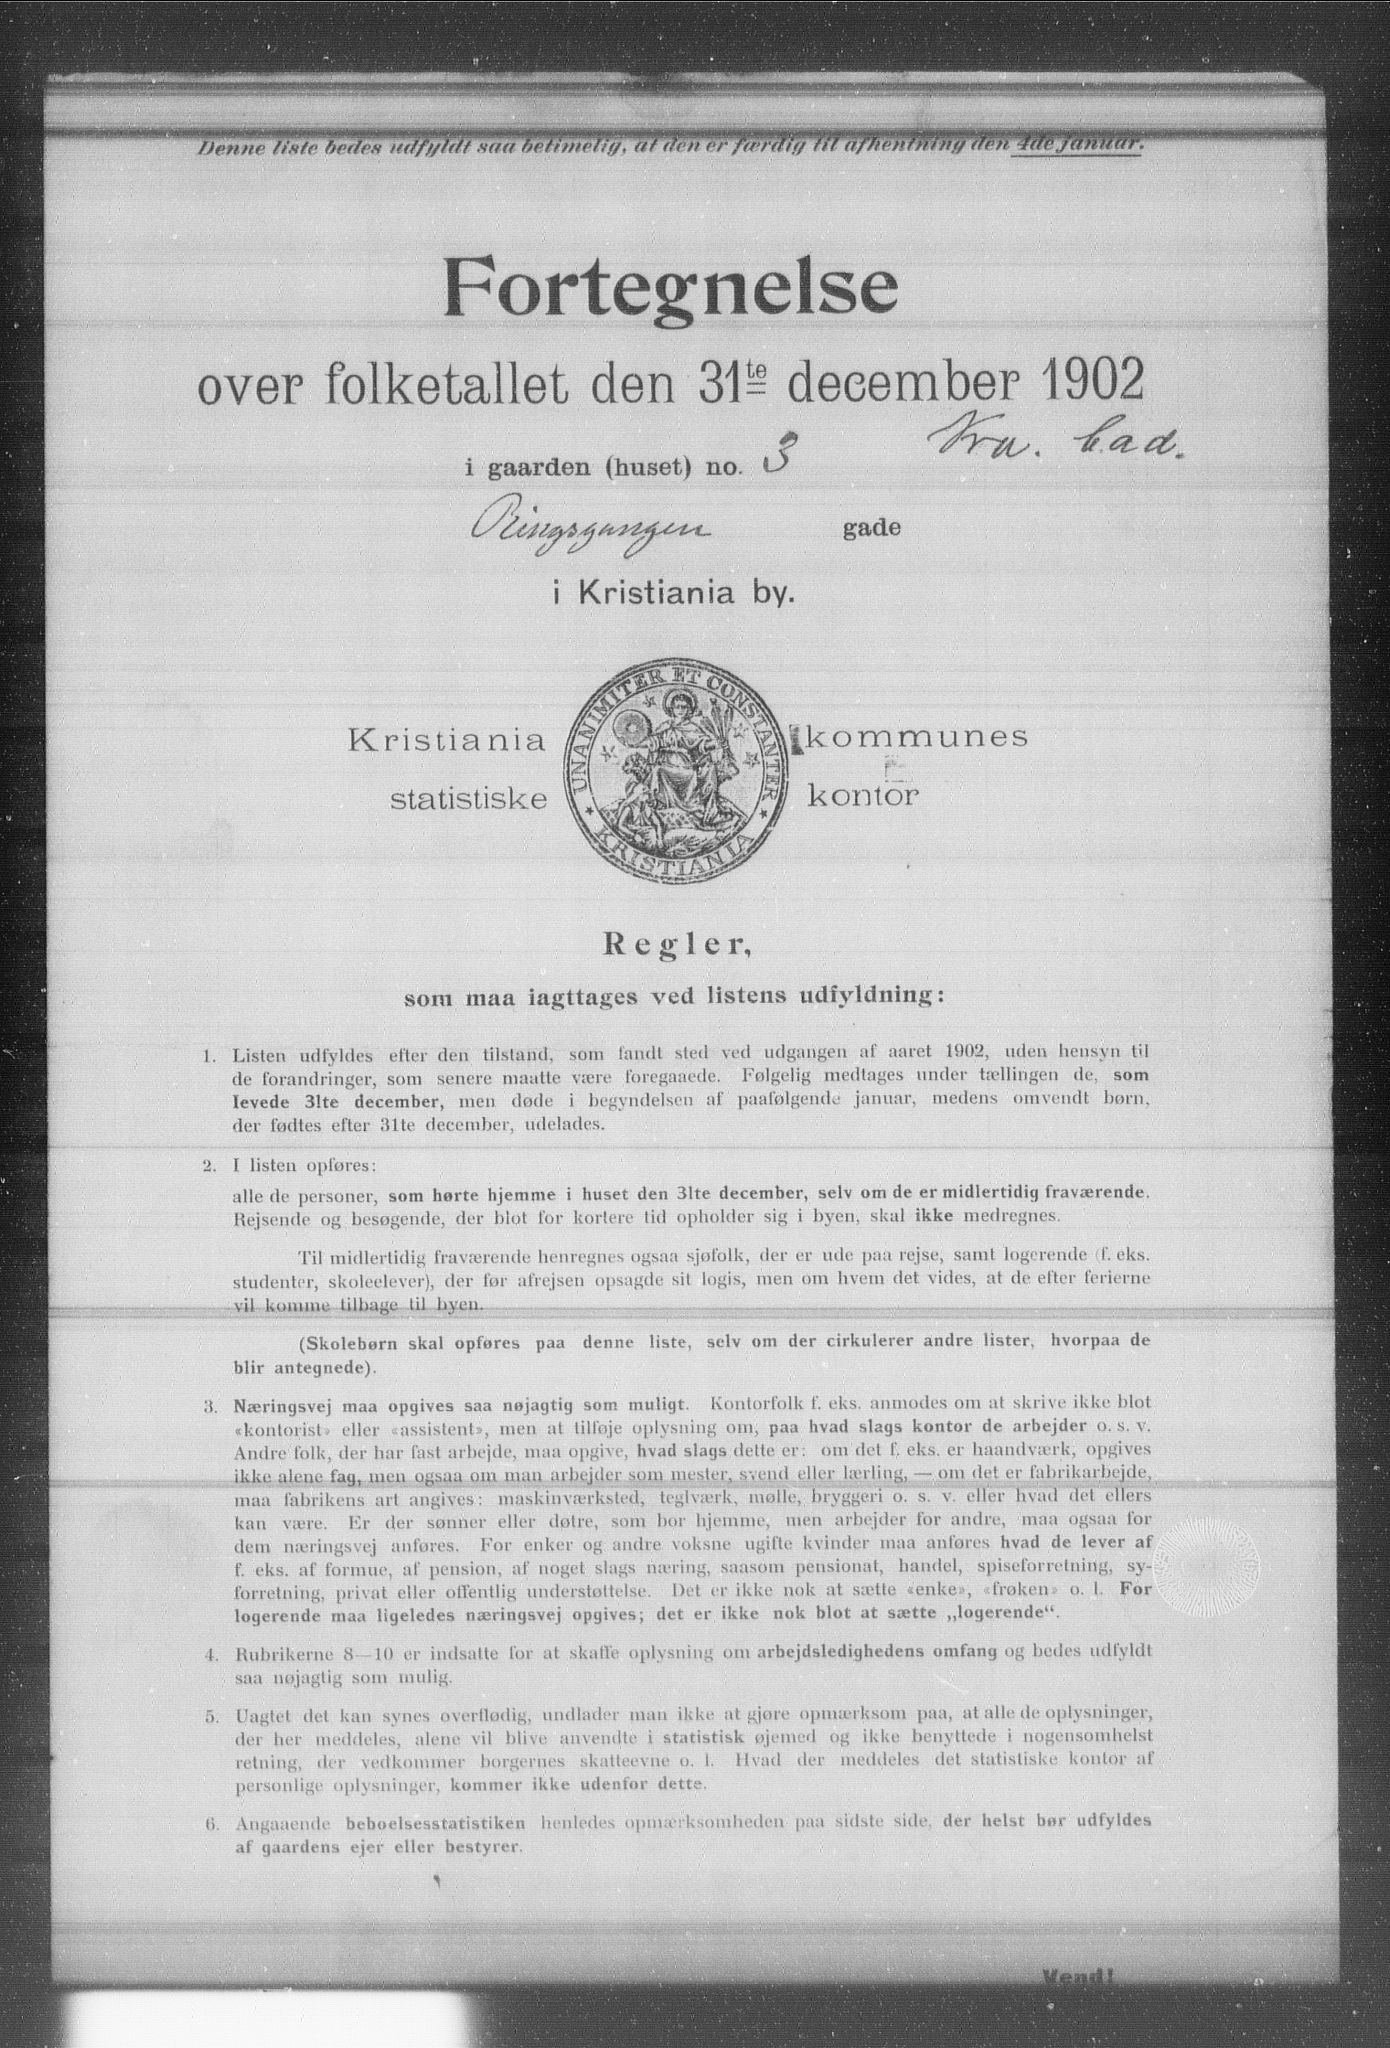 Denne liste bedes udfyldt saa betimelig, at den er færdig til afhentning den 4de januar.
Fortegnelse
over folketallet den 31te december 1902
Kra. Cad.
i gaarden (huset) no. 3
Ringsgangen gade
i Kristiania by.
UNANIMITER ET CONSTANTER
KRISTIANIA
Kristiania kommunes
statistiske kontor
Regler,
som maa iagttages ved listens udfyldning:
1. Listen udfyldes efter den tilstand, som fandt sted ved udgangen af aaret 1902, uden hensyn til
de forandringer, som senere maatte være foregaaede. Følgelig medtages under tællingen de, som
levede 31te december, men døde i begyndelsen af paafølgende januar, medens omvendt børn,
der fødtes efter 31te december, udelades.
2. I listen opføres:
alle de personer, som hørte hjemme i huset den 31te december, selv om de er midlertidig fraværende.
Rejsende og besøgende, der blot for kortere tid opholder sig i byen, skal ikke medregnes.
Til midlertidig fraværende henregnes ogsaa sjøfolk, der er ude paa rejse, samt logerende (f. eks.
studenter, skoleelever), der før afrejsen opsagde sit logis, men om hvem det vides, at de efter ferierne
vil komme tilbage til byen.
(Skolebørn skal opføres paa denne liste, selv om der cirkulerer andre lister, hvorpaa de
blir antegnede).
3. Næringsvej maa opgives saa nøjagtig som muligt. Kontorfolk f. eks. anmodes om at skrive ikke blot
«kontorist» eller «assistent», men at tilføje oplysning om, paa hvad slags kontor de arbejder o. s. v.
Andre folk, der har fast arbejde, maa opgive, hvad slags dette er: om det f. eks. er haandværk, opgives
ikke alene fag, men ogsaa om man arbejder som mester, svend eller lærling, — om det er fabrikarbejde,
maa fabrikens art angives: maskinværksted, teglværk, mølle, bryggeri o. s. v. eller hvad det ellers
kan være. Er der sønner eller døtre, som bor hjemme, men arbejder for andre, maa ogsaa for
dem næringsvej anføres. For enker og andre voksne ugifte kvinder maa anføres hvad de lever af
f. eks. af formue, af pension, af noget slags næring, saasom pensionat, handel, spiseforretning, sy-
forretning, privat eller offentlig understøttelse. Det er ikke nok at sætte «enke», «frøken» o. l. For
logerende maa ligeledes næringsvej opgives; det er ikke nok blot at sætte „logerende“.
4. Rubrikerne 8—10 er indsatte for at skaffe oplysning om arbejdsledighedens omfang og bedes udfyldt
saa nøjagtig som mulig.
5. Uagtet det kan synes overflødig, undlader man ikke at gjøre opmærksom paa, at alle de oplysninger,
der her meddeles, alene vil blive anvendte i statistisk øjemed og ikke benyttede i nogensomhelst
retning, der vedkommer borgernes skatteevne o. l. Hvad der meddeles det statistiske kontor af
personlige oplysninger, kommer ikke udenfor dette.
6. Angaaende beboelsesstatistiken henledes opmærksomheden paa sidste side, der helst bør udfyldes
af gaardens ejer eller bestyrer.
Vend!